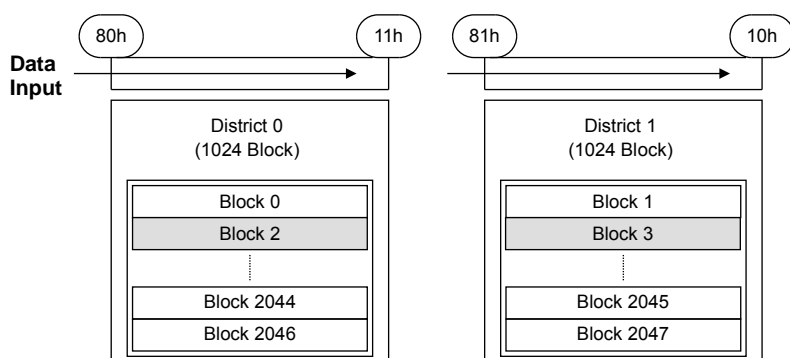 80h
11h
81h
10h
Data
Input
District 0
(1024 Block)
Block 0
Block 2
Block 2044
Block 2046
District 1
(1024 Block)
Block 1
Block 3
Block 2045
Block 2047